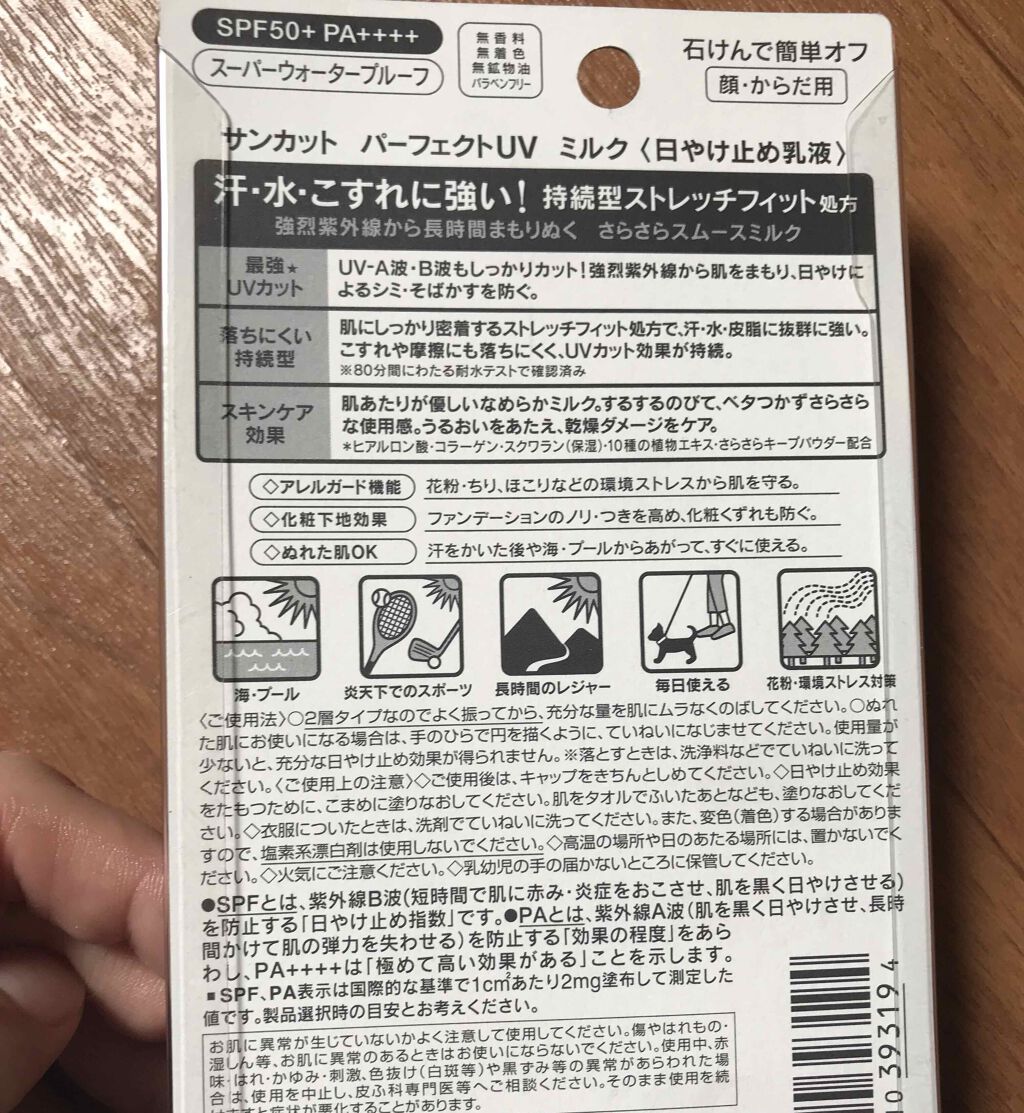 SPF50+ PA++++
スーパーウォータープルーフ
無香料
無着色
無鉱物油
パラベンフリー
石けんで簡単オフ
顔・からだ用
サンカット パーフェクトUV ミルク〈日やけ止め乳液〉
汗・水・こすれに強い! 持続型ストレッチフィット処方
強烈紫外線から長時間まもりぬく さらさらスムースミルク
最強★
UVカット
UV-A波・B波もしっかりカット!強烈紫外線から肌をまもり、日やけに
よるシミ・そばかすを防ぐ。
落ちにくい
持続型
肌にしっかり密着するストレッチフィット処方で、汗・水・皮脂に抜群に強い。
こすれや摩擦にも落ちにくく、UVカット効果が持続。
※80分間にわたる耐水テストで確認済み
スキンケア
効果
肌あたりが優しいなめらかミルク。するするのびて、ベタつかずさらさら
な使用感。うるおいをあたえ、乾燥ダメージをケア。
*ヒアルロン酸・コラーゲン・スクワラン(保湿)・10種の植物エキス・さらさらキープパウダー配合
◇アレルガード機能 花粉・ちり、ほこりなどの環境ストレスから肌を守る。
◇化粧下地効果 ファンデーションのノリ・つきを高め、化粧くずれも防ぐ。
◇ぬれた肌OK 汗をかいた後や海・プールからあがって、すぐに使える。
海・プール 炎天下でのスポーツ 長時間のレジャー 毎日使える 花粉・環境ストレス対策
〈ご使用法〉○2層タイプなのでよく振ってから、充分な量を肌にムラなくのばしてください。○ぬれ
た肌にお使いになる場合は、手のひらで円を描くように、ていねいになじませてください。使用量が
少ないと、充分な日やけ止め効果が得られません。※落とすときは、洗浄料などでていねいに洗って
ください。〈ご使用上の注意〉◇ご使用後は、キャップをきちんとしめてください。◇日やけ止め効果
をたもつために、こまめに塗りなおしてください。肌をタオルでふいたあとなども、塗りなおしてくだ
さい。◇衣服についたときは、洗剤でていねいに洗ってください。また、変色(着色)する場合がありま
すので、塩素系漂白剤は使用しないでください。◇高温の場所や日のあたる場所には、置かないでく
ださい。◇火気にご注意ください。◇乳幼児の手の届かないところに保管してください。
●SPFとは、紫外線B波(短時間で肌に赤み・炎症をおこさせ、肌を黒く日やけさせる)
を防止する「日やけ止め指数」です。●PAとは、紫外線A波(肌を黒く日やけさせ、長時
間かけて肌の弾力を失わせる)を防止する「効果の程度」をあら
わし、PA++++は「極めて高い効果がある」ことを示します。
■SPF、PA表示は国際的な基準で1c㎡あたり2mg塗布して測定した
値です。製品選択時の目安とお考えください。
お肌に異常が生じていないかよく注意して使用してください。傷やはれもの・
湿しん等、お肌に異常のあるときはお使いにならないでください。使用中、赤
味・はれ・かゆみ・刺激、色抜け(白斑等)や黒ずみ等の異常があらわれた場
合は、使用を中止し、皮ふ科専門医等へご相談ください。そのまま使用を続
けますと症状が悪化することがあります。
393194